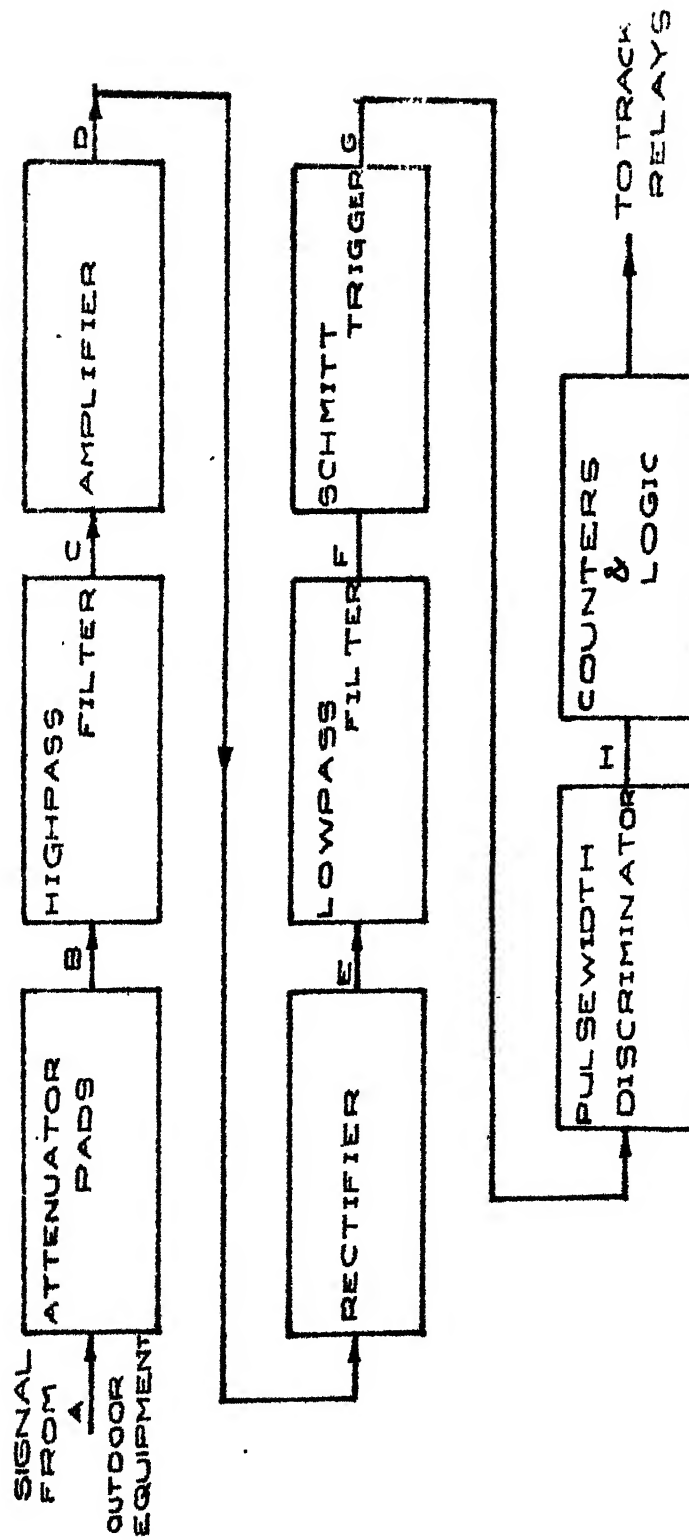 SIGNAL
FROM
A
OUTDOOR
EQUIPMENT
ATTENUATOR
PADS
B
HIGHPASS
FILTER
C
AMPLIFIER
D
RECTIFIER
E
LOWPASS
FILTER
F
SCHMITT
TRIGGER
G
PULSEWIDTH
DISCRIMINATOR
H
COUNTERS
&
LOGIC
TO TRACK
RELAYS